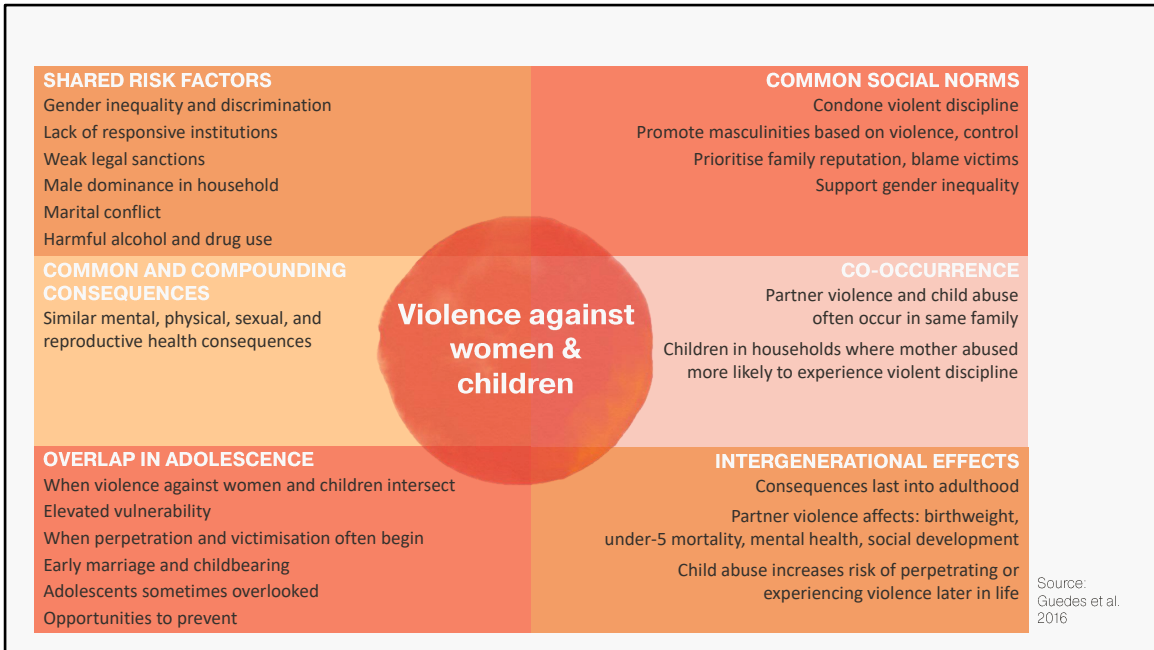 SHARED RISK FACTORS
Gender inequality and discrimination
Lack of responsive institutions
Weak legal sanctions
Male dominance in household
Marital conflict
Harmful alcohol and drug use
COMMON SOCIAL NORMS
Condone violent discipline
Promote masculinities based on violence, control
Prioritise family reputation, blame victims
Support gender inequality
COMMON AND COMPOUNDING
CONSEQUENCES
Similar mental, physical, sexual, and
reproductive health consequences
Violence against
women &
children
CO-OCCURRENCE
Partner violence and child abuse
often occur in same family
Children in households where mother abused
more likely to experience violent discipline
OVERLAP IN ADOLESCENCE
When violence against women and children intersect
Elevated vulnerability
When perpetration and victimisation often begin
Early marriage and childbearing
Adolescents sometimes overlooked
Opportunities to prevent
INTERGENERATIONAL EFFECTS
Consequences last into adulthood
Partner violence affects: birthweight,
under-5 mortality, mental health, social development
Child abuse increases risk of perpetrating or
experiencing violence later in life
Source:
Guedes et al.
2016